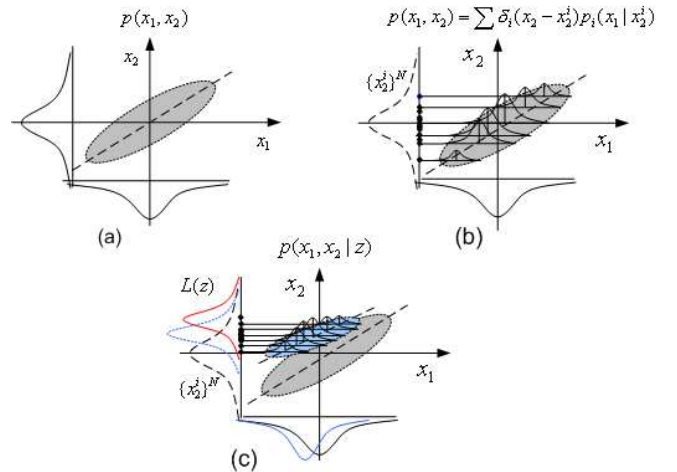 p(x₁, x₂)
x₂
x₁
(a)
p(x₁, x₂) = ∑ δᵢ(x₂ − x₂ⁱ)pᵢ(x₁ | x₂ⁱ)
x₂
{x₂ⁱ}ᴺ
x₁
(b)
p(x₁, x₂ | z)
L(z)
x₂
x₁
{x₂ⁱ}ᴺ
(c)